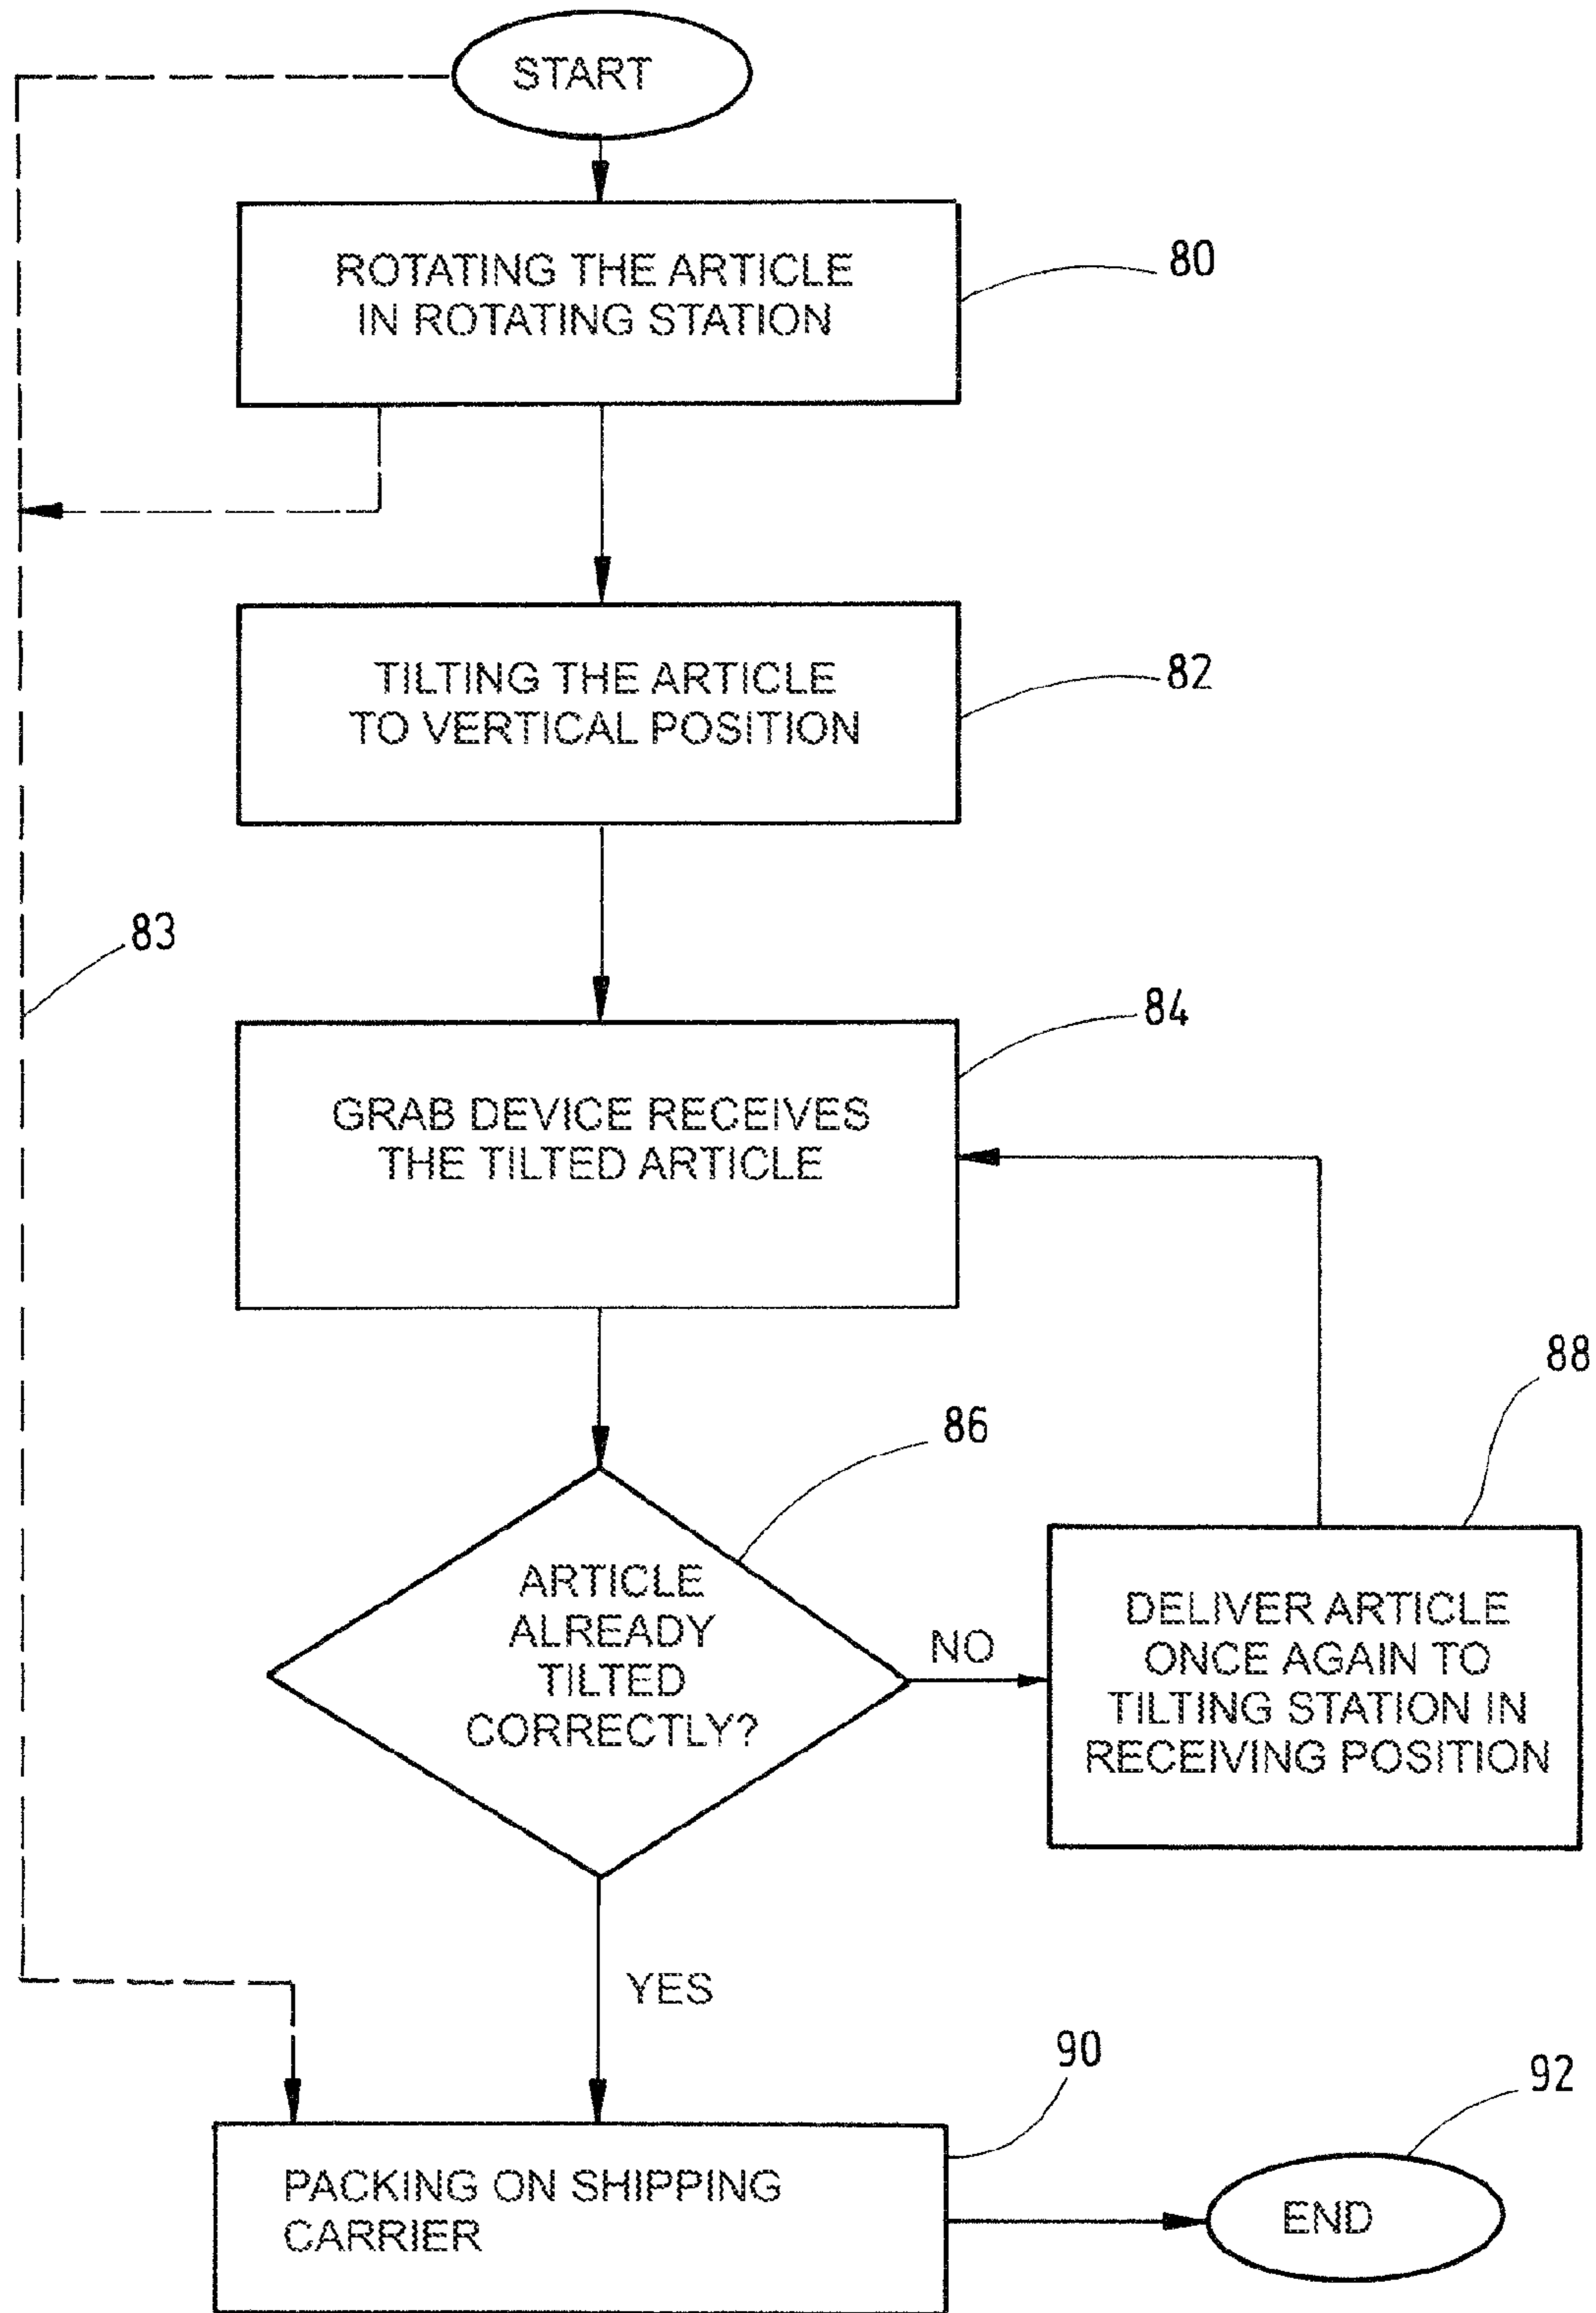 START
ROTATING THE ARTICLE
IN ROTATING STATION
80
TILTING THE ARTICLE
TO VERTICAL POSITION
82
83
GRAB DEVICE RECEIVES
THE TILTED ARTICLE
84
ARTICLE
ALREADY
TILTED
CORRECTLY?
86
NO
DELIVER ARTICLE
ONCE AGAIN TO
TILTING STATION IN
RECEIVING POSITION
88
YES
PACKING ON SHIPPING
CARRIER
90
END
92